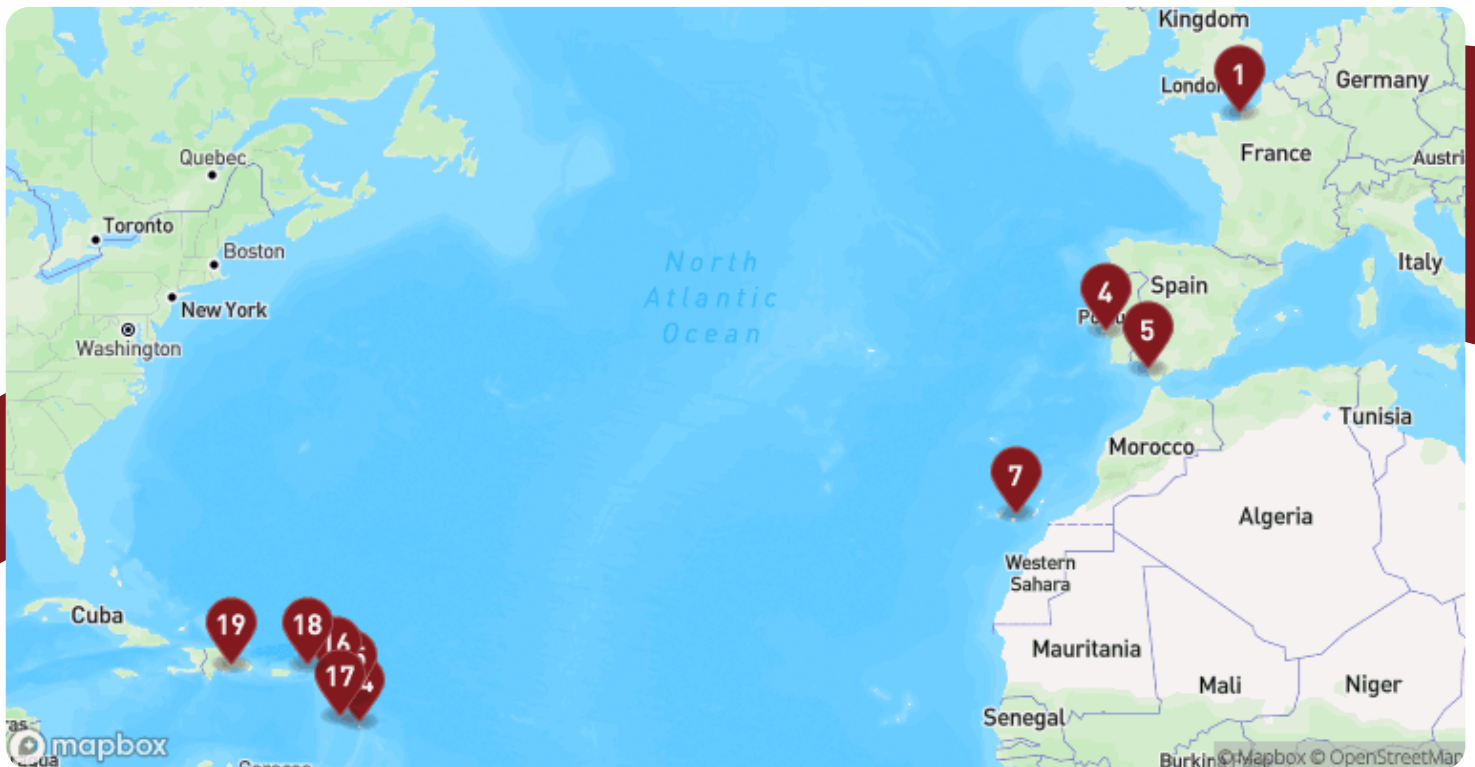 Kingdom
London
1
Germany
France
Austri
Quebec
Toronto
Boston
New York
Washington
North
Atlantic
Ocean
4
Spain
5
Italy
Tunisia
Morocco
7
Algeria
Western
Sahara
Cuba
19
18
16
17
4
Mauritania
Mali
Niger
Senegal
mapbox
© Mapbox © OpenStreetMap